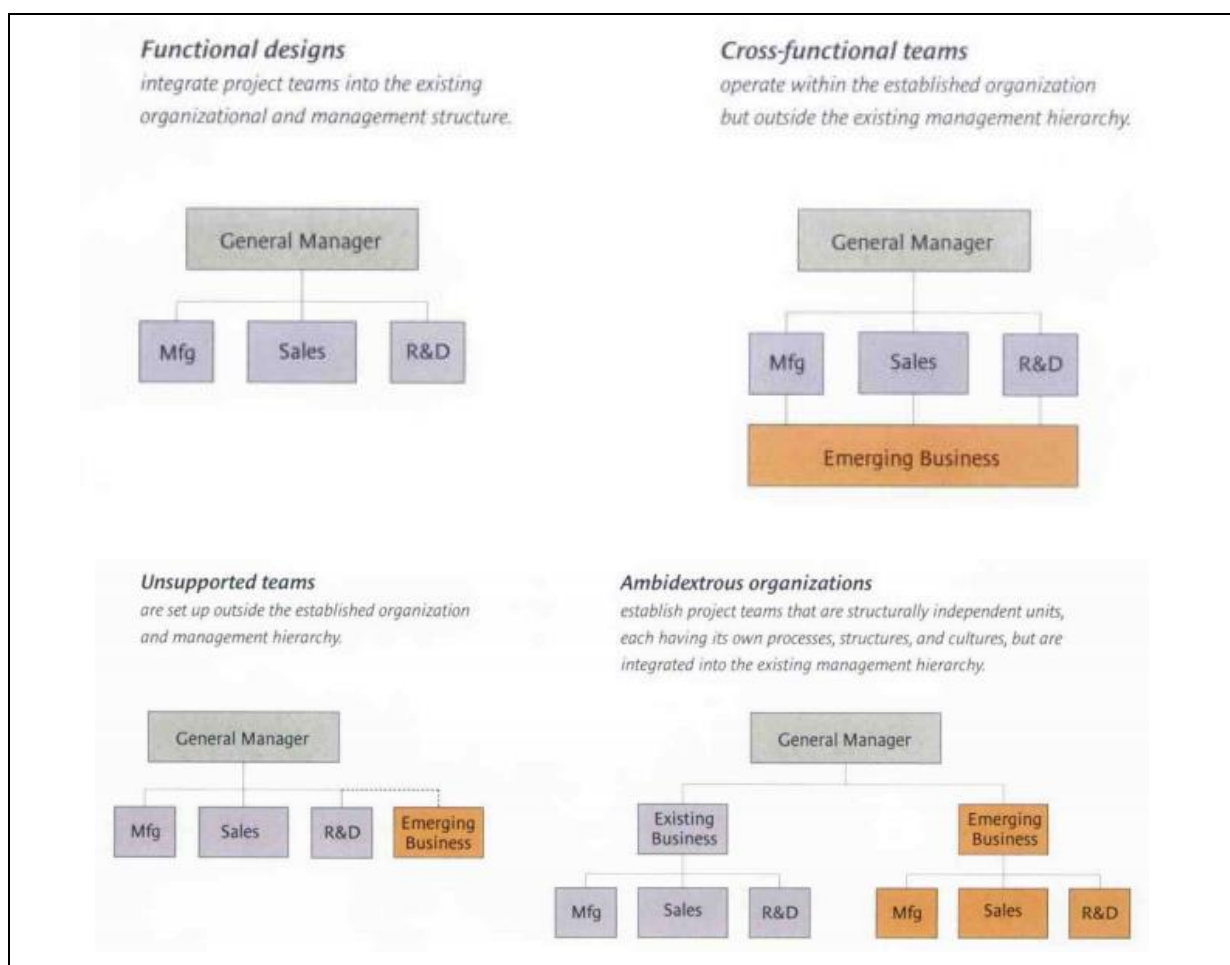 Functional designs
integrate project teams into the existing
organizational and management structure.
General Manager
Mfg
Sales
R&D
Cross-functional teams
operate within the established organization
but outside the existing management hierarchy.
General Manager
Mfg
Sales
R&D
Emerging Business
Unsupported teams
are set up outside the established organization
and management hierarchy.
General Manager
Mfg
Sales
R&D
Emerging
Business
Ambidextrous organizations
establish project teams that are structurally independent units,
each having its own processes, structures, and cultures, but are
integrated into the existing management hierarchy.
General Manager
Existing
Business
Emerging
Business
Mfg
Sales
R&D
Mfg
Sales
R&D